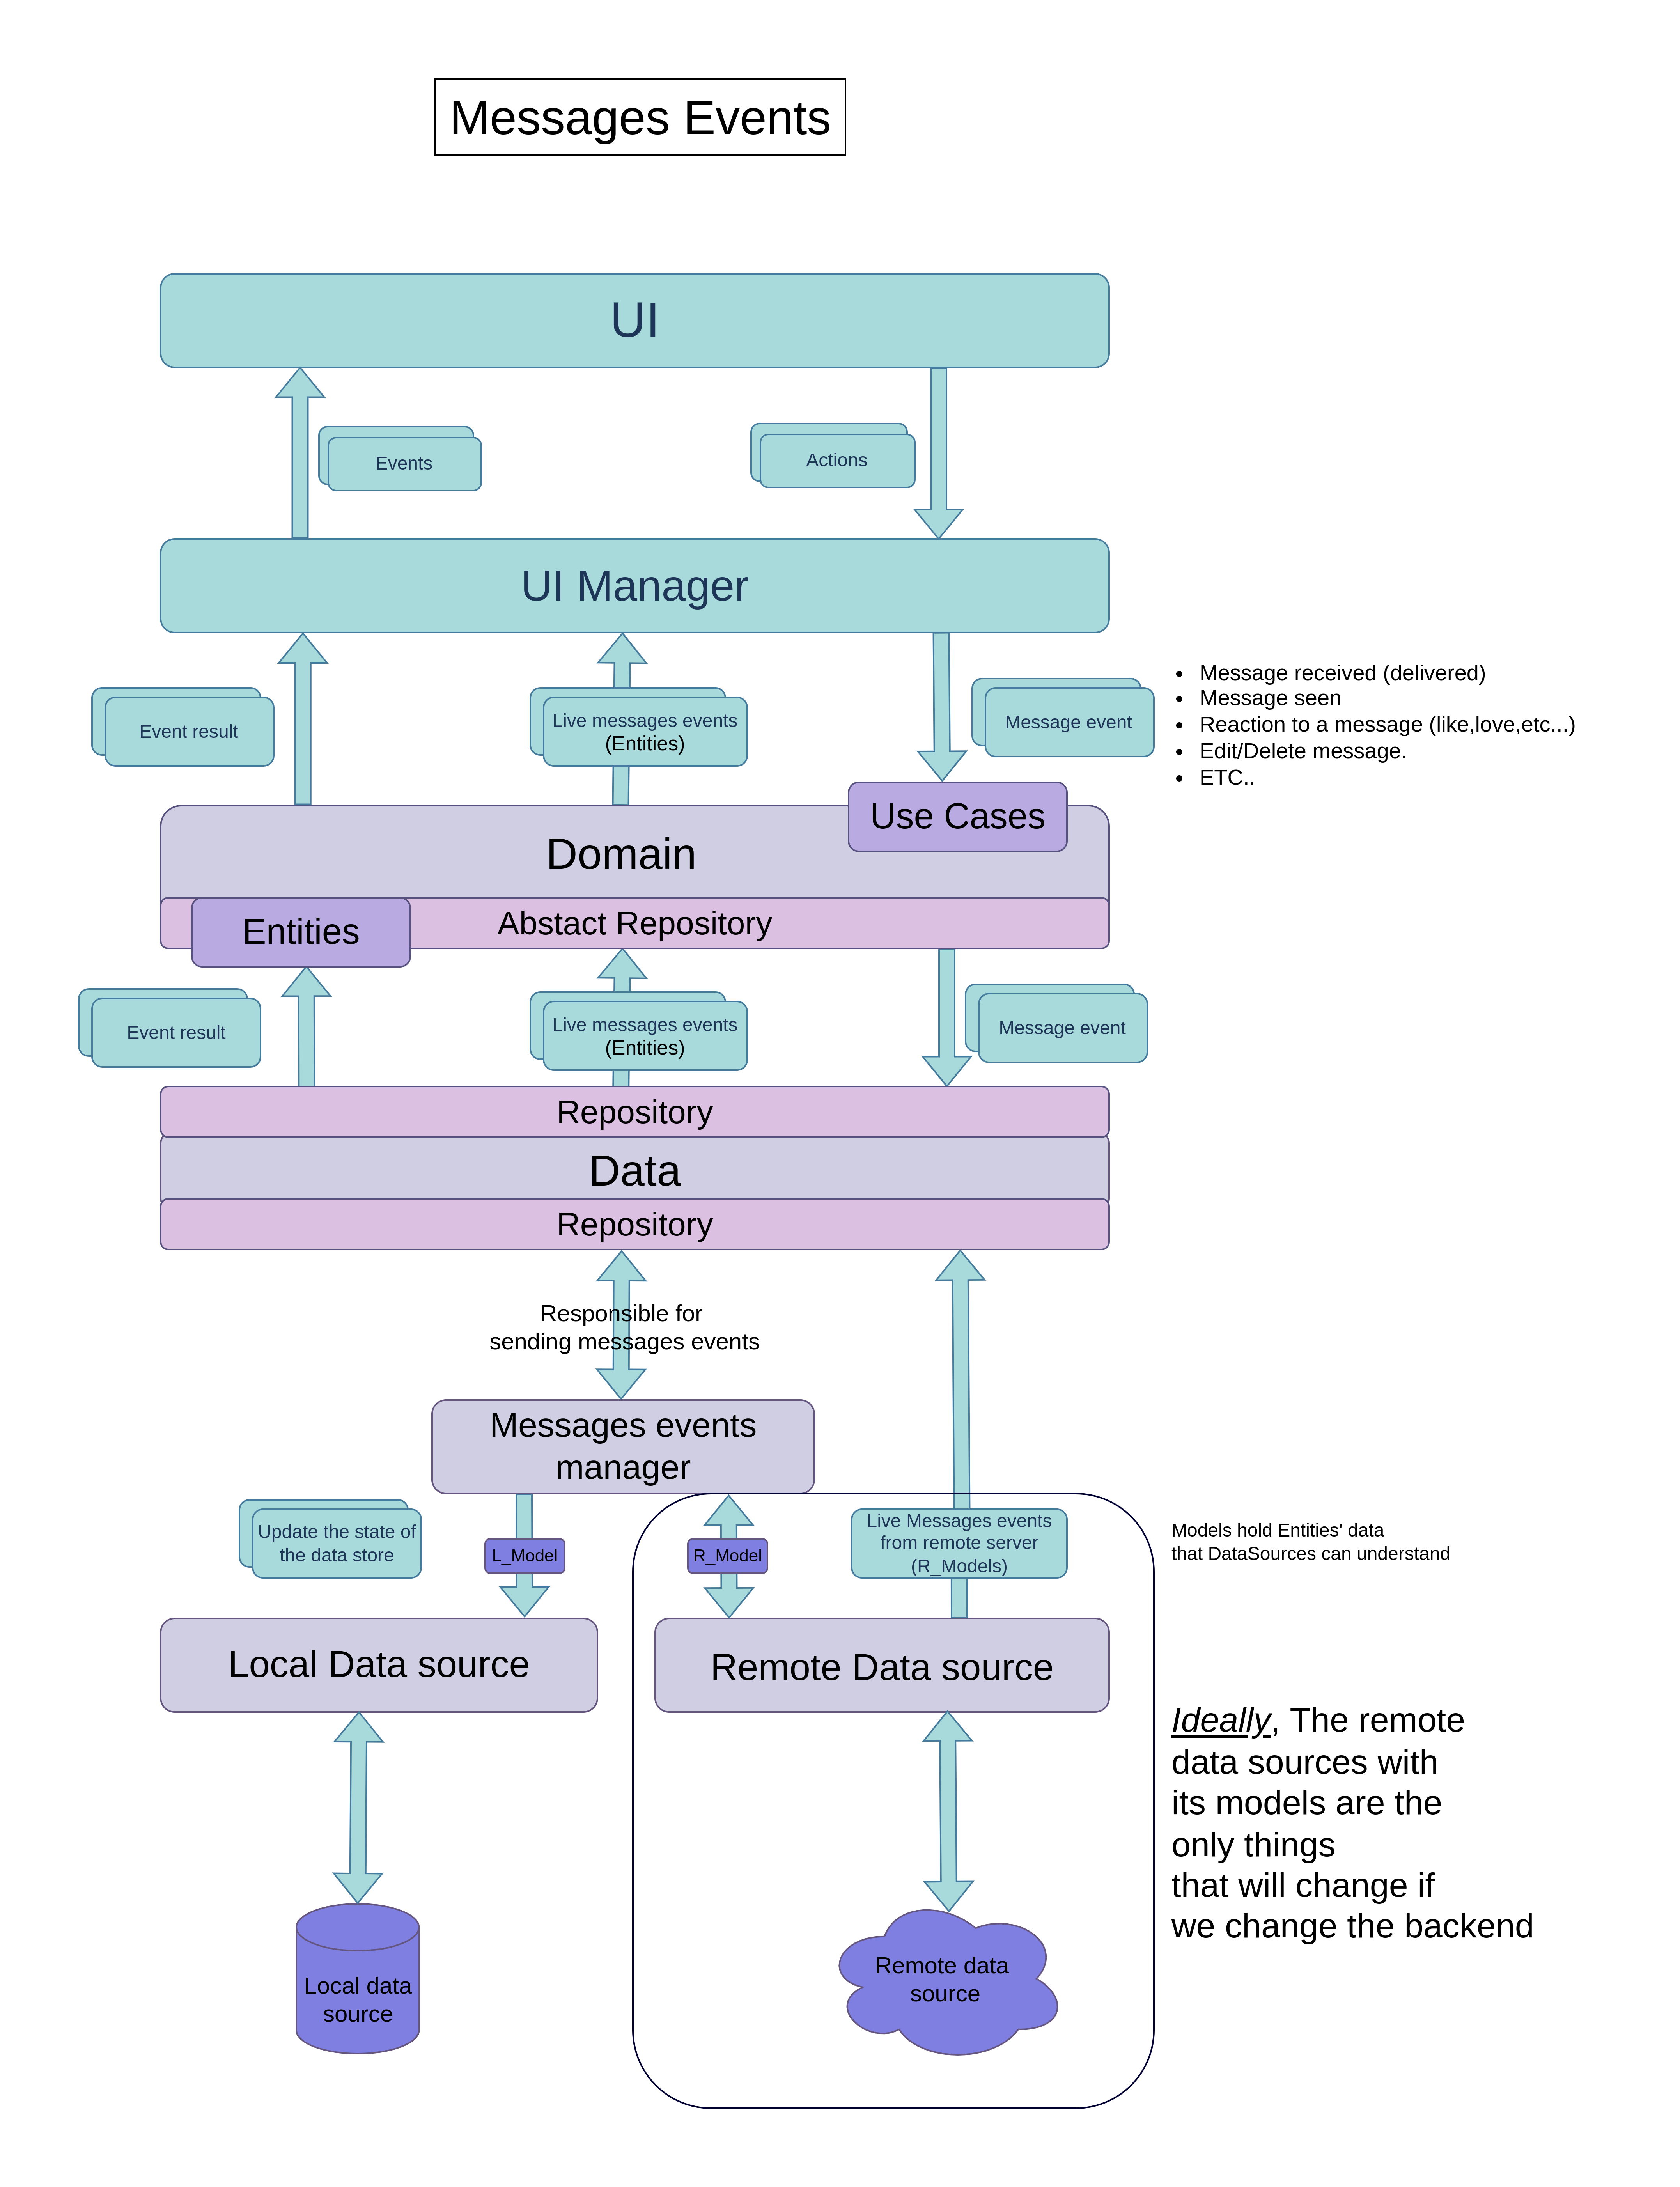 Messages Events
UI
Events
Actions
UI Manager
Event result
Live messages events
(Entities)
Message event
• Message received (delivered)
• Message seen
• Reaction to a message (like,love,etc...)
• Edit/Delete message.
• ETC..
Use Cases
Domain
Entities
Abstact Repository
Event result
Live messages events
(Entities)
Message event
Repository
Data
Repository
Responsible for
sending messages events
Messages events
manager
Update the state of
the data store
L_Model
R_Model
Live Messages events
from remote server
(R_Models)
Models hold Entities' data
that DataSources can understand
Local Data source
Remote Data source
Ideally, The remote
data sources with
its models are the
only things
that will change if
we change the backend
Local data
source
Remote data
source